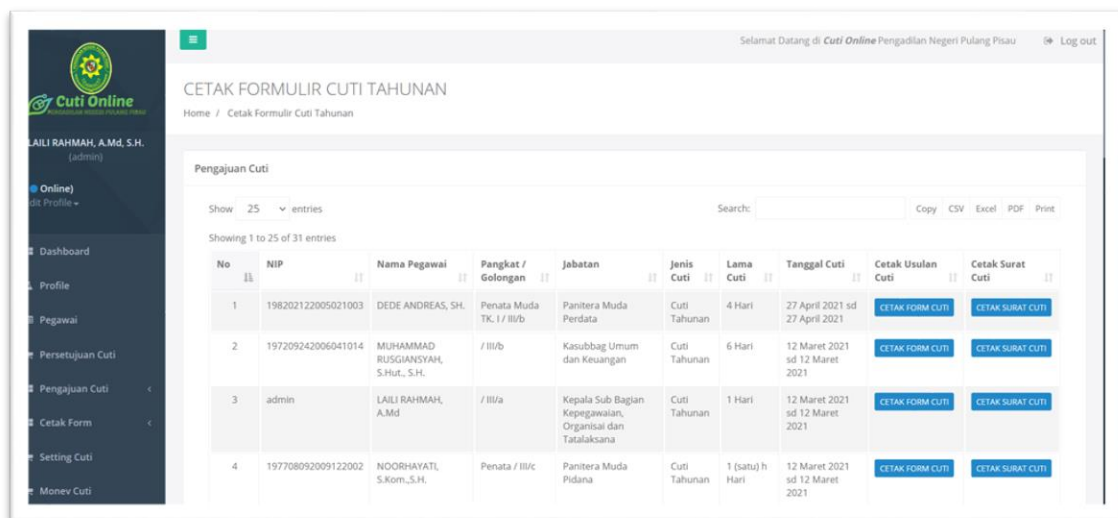 Selamat Datang di Cuti Online Pengadilan Negeri Pulang Pisau Log out
Cuti Online
LAILI RAHMAH, A.Md, S.H.
(admin)
Online)
dit Profile
Dashboard
Profile
Pegawai
Persetujuan Cuti
Pengajuan Cuti
Cetak Form
Setting Cuti
Monev Cuti
CETAK FORMULIR CUTI TAHUNAN
Home / Cetak Formulir Cuti Tahunan
Pengajuan Cuti
Show 25 entries Search: Copy CSV Excel PDF Print
Showing 1 to 25 of 31 entries
No NIP Nama Pegawai Pangkat / Jabatan Jenis Lama Tanggal Cuti Cetak Usulan Cetak Surat
Golongan Cuti Cuti Cuti Cuti
1 198202122005021003 DEDE ANDREAS, SH. Penata Muda Panitera Muda Cuti 4 Hari 27 April 2021 sd CETAK FORM CUTI CETAK SURAT CUTI
TK. I / III/b Perdata Tahunan 27 April 2021
2 197209242006041014 MUHAMMAD / III/b Kasubbag Umum Cuti 6 Hari 12 Maret 2021 CETAK FORM CUTI CETAK SURAT CUTI
RUSGIANSYAH, dan Keuangan Tahunan sd 12 Maret
S.Hut., S.H. 2021
3 admin LAILI RAHMAH, / III/a Kepala Sub Bagian Cuti 1 Hari 12 Maret 2021 CETAK FORM CUTI CETAK SURAT CUTI
A.Md Kepegawaian, Tahunan sd 12 Maret
Organisai dan 2021
Tatalaksana
4 197708092009122002 NOORHAYATI, Penata / III/c Panitera Muda Cuti 1 (satu) h 12 Maret 2021 CETAK FORM CUTI CETAK SURAT CUTI
S.Kom.,S.H. Pidana Tahunan Hari sd 12 Maret
2021